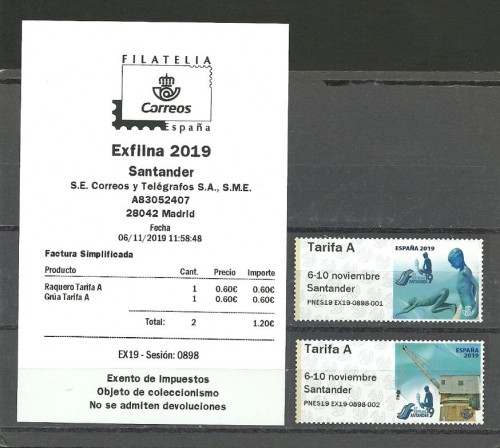 FILATELIA
Correos
España
Exfilna 2019
Santander
S.E. Correos y Telégrafos S.A., S.M.E.
A83052407
28042 Madrid
Fecha
06/11/2019 11:58:48
Factura Simplificada
Producto Cant. Precio Importe
Raquero Tarifa A 1 0.60€ 0.60€
Grúa Tarifa A 1 0.60€ 0.60€
Total: 2 1.20€
EX19 - Sesión: 0898
Exento de Impuestos
Objeto de coleccionismo
No se admiten devoluciones
Tarifa A
ESPAÑA 2019
6-10 noviembre
Santander
PNES19 EX19-0898-001
Tarifa A
ESPAÑA
2019
6-10 noviembre
Santander
PNES19 EX19-0898-002